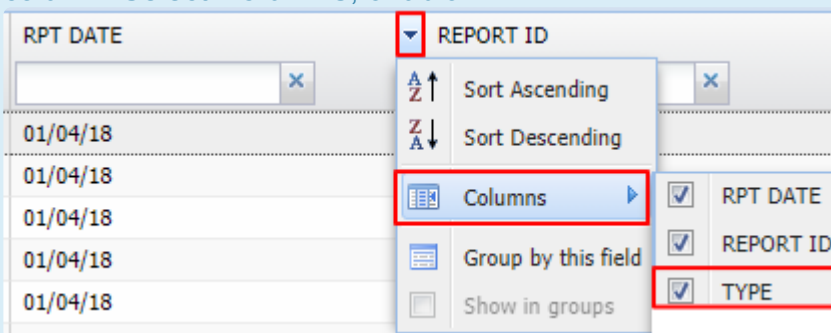 RPT DATE REPORT ID
Sort Ascending
01/04/18 Sort Descending
01/04/18
Columns RPT DATE
01/04/18
REPORT ID
01/04/18 Group by this field
TYPE
01/04/18 Show in groups